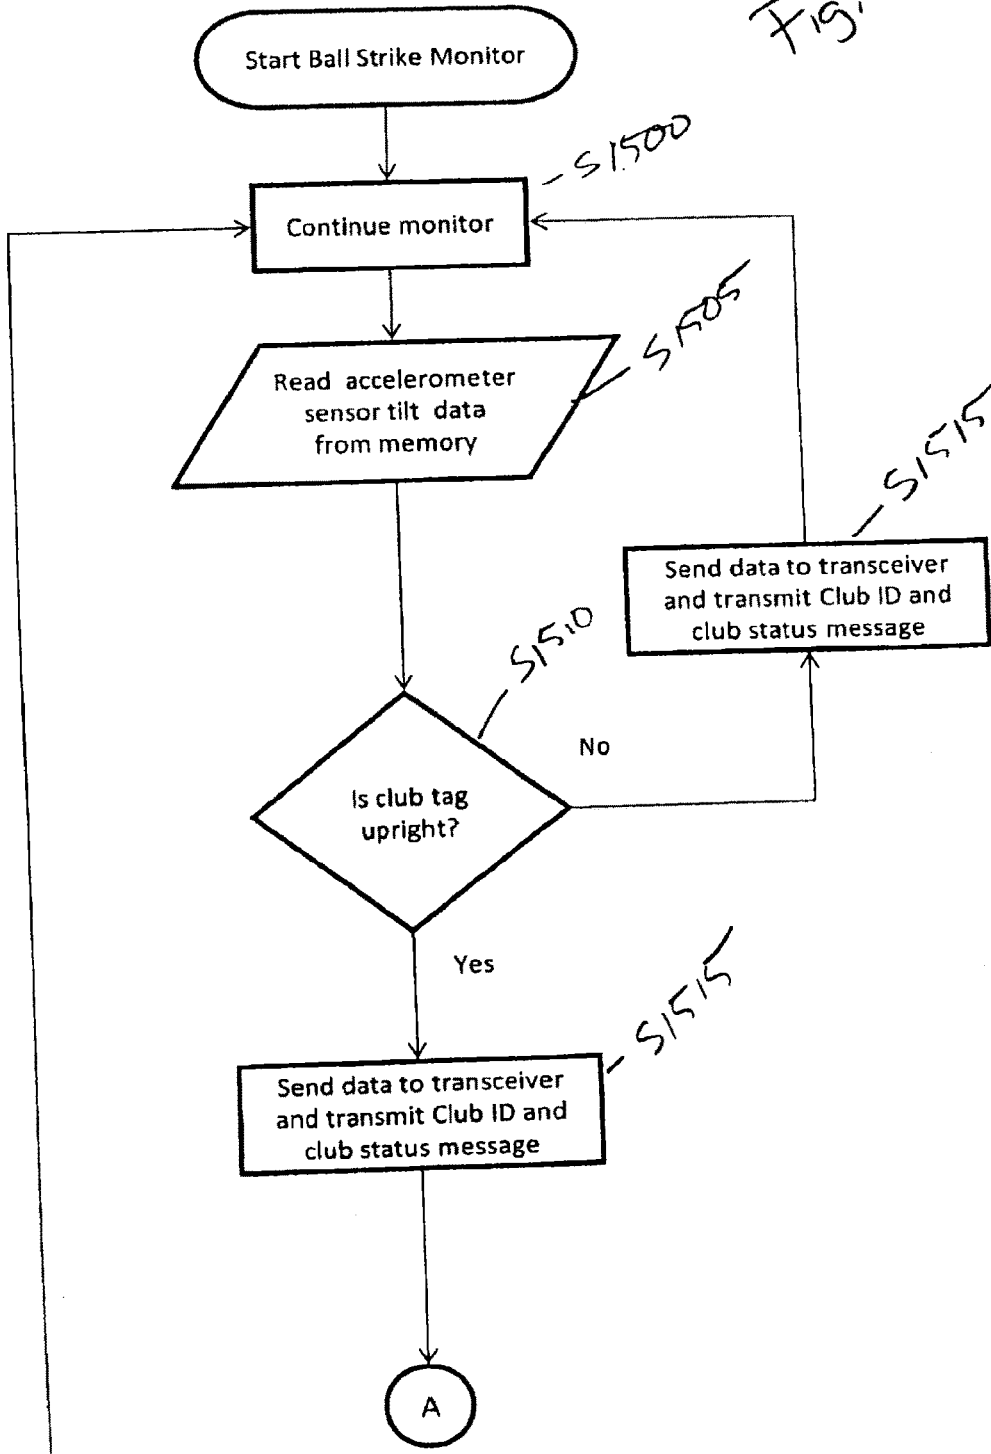 Fig.
Start Ball Strike Monitor
S1500
Continue monitor
S1505
Read accelerometer
sensor tilt data
from memory
S1515
Send data to transceiver
and transmit Club ID and
club status message
S1510
No
Is club tag
upright?
Yes
S1515
Send data to transceiver
and transmit Club ID and
club status message
A